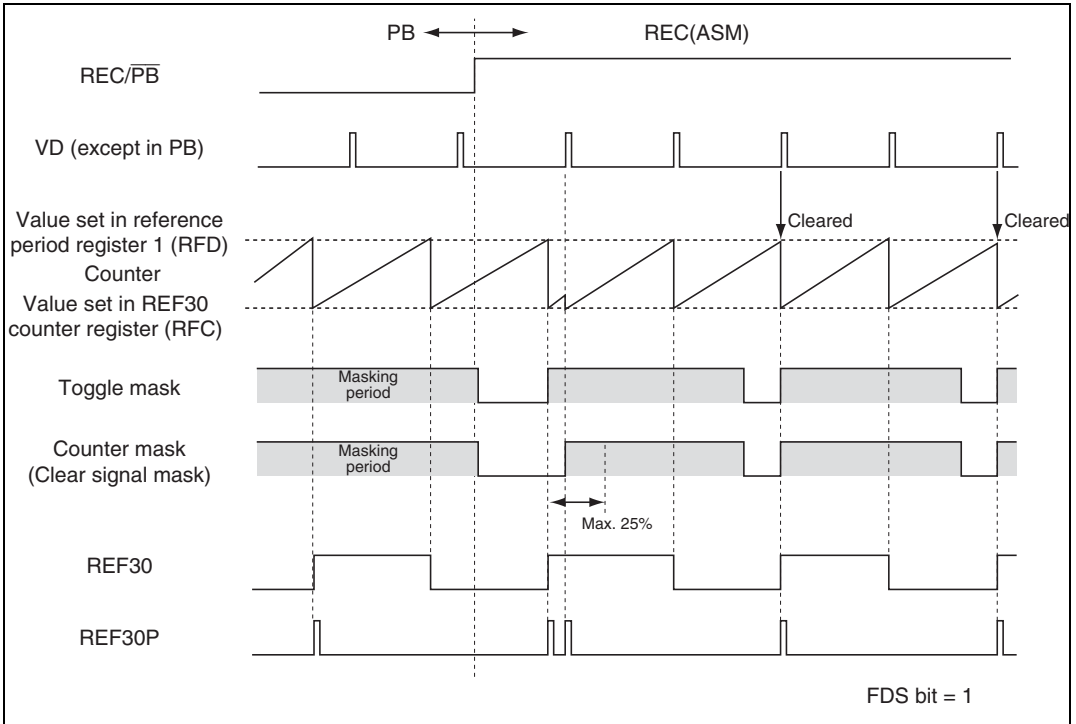 PB REC(ASM)
REC/P̅B̅
VD (except in PB)
Value set in reference
period register 1 (RFD)
Cleared Cleared
Counter
Value set in REF30
counter register (RFC)
Toggle mask
Masking
period
Counter mask
(Clear signal mask)
Masking
period
Max. 25%
REF30
REF30P
FDS bit = 1